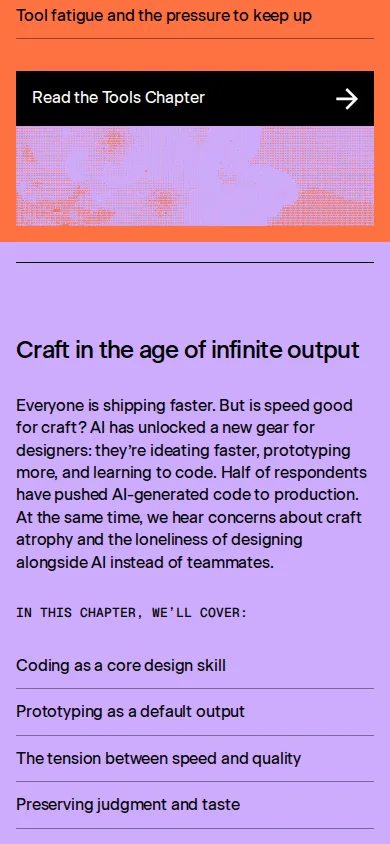 Tool fatigue and the pressure to keep up
Read the Tools Chapter
Craft in the age of infinite output
Everyone is shipping faster. But is speed good
for craft? AI has unlocked a new gear for
designers: they’re ideating faster, prototyping
more, and learning to code. Half of respondents
have pushed AI-generated code to production.
At the same time, we hear concerns about craft
atrophy and the loneliness of designing
alongside AI instead of teammates.
IN THIS CHAPTER, WE’LL COVER:
Coding as a core design skill
Prototyping as a default output
The tension between speed and quality
Preserving judgment and taste